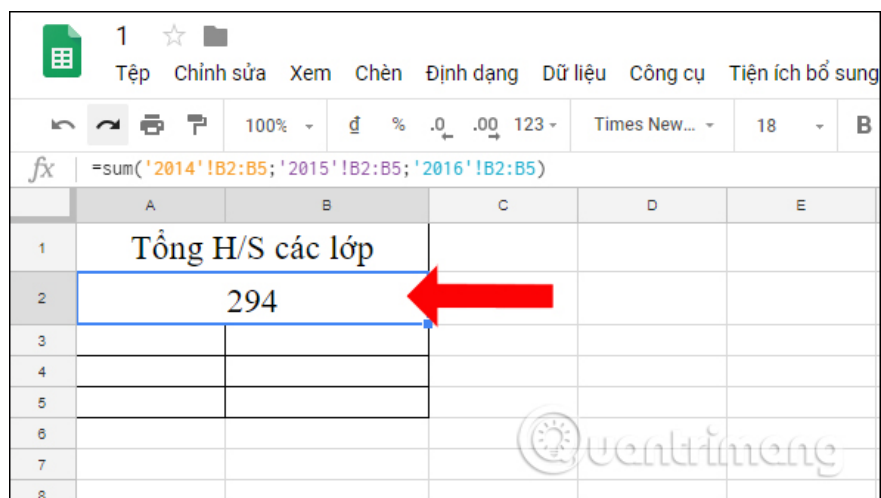 1
Tệp Chỉnh sửa Xem Chèn Định dạng Dữ liệu Công cụ Tiện ích bổ sung
100% ₫ % .0 .00 123 Times New... 18 B
fx =sum('2014'!B2:B5;'2015'!B2:B5;'2016'!B2:B5)
A B C D E
1 Tổng H/S các lớp
2 294
3
4
5
6
7
8
Quantrimang